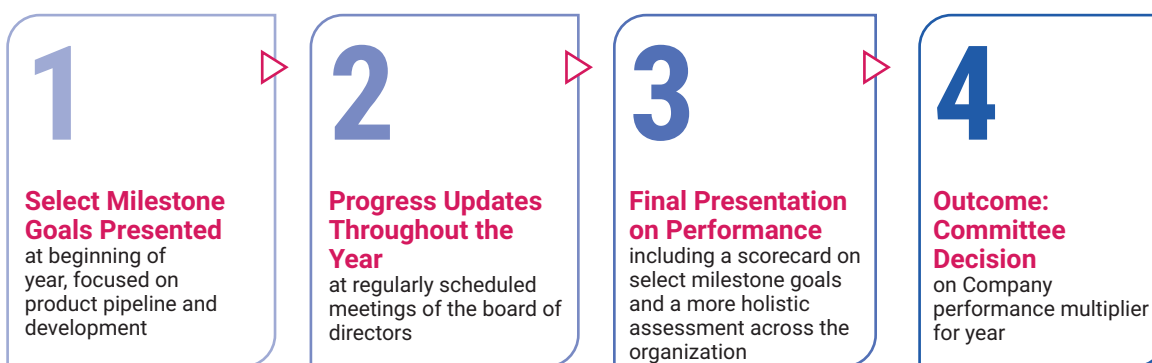 1
Select Milestone
Goals Presented
at beginning of
year, focused on
product pipeline and
development
2
Progress Updates
Throughout the
Year
at regularly scheduled
meetings of the board of
directors
3
Final Presentation
on Performance
including a scorecard on
select milestone goals
and a more holistic
assessment across the
organization
4
Outcome:
Committee
Decision
on Company
performance multiplier
for year